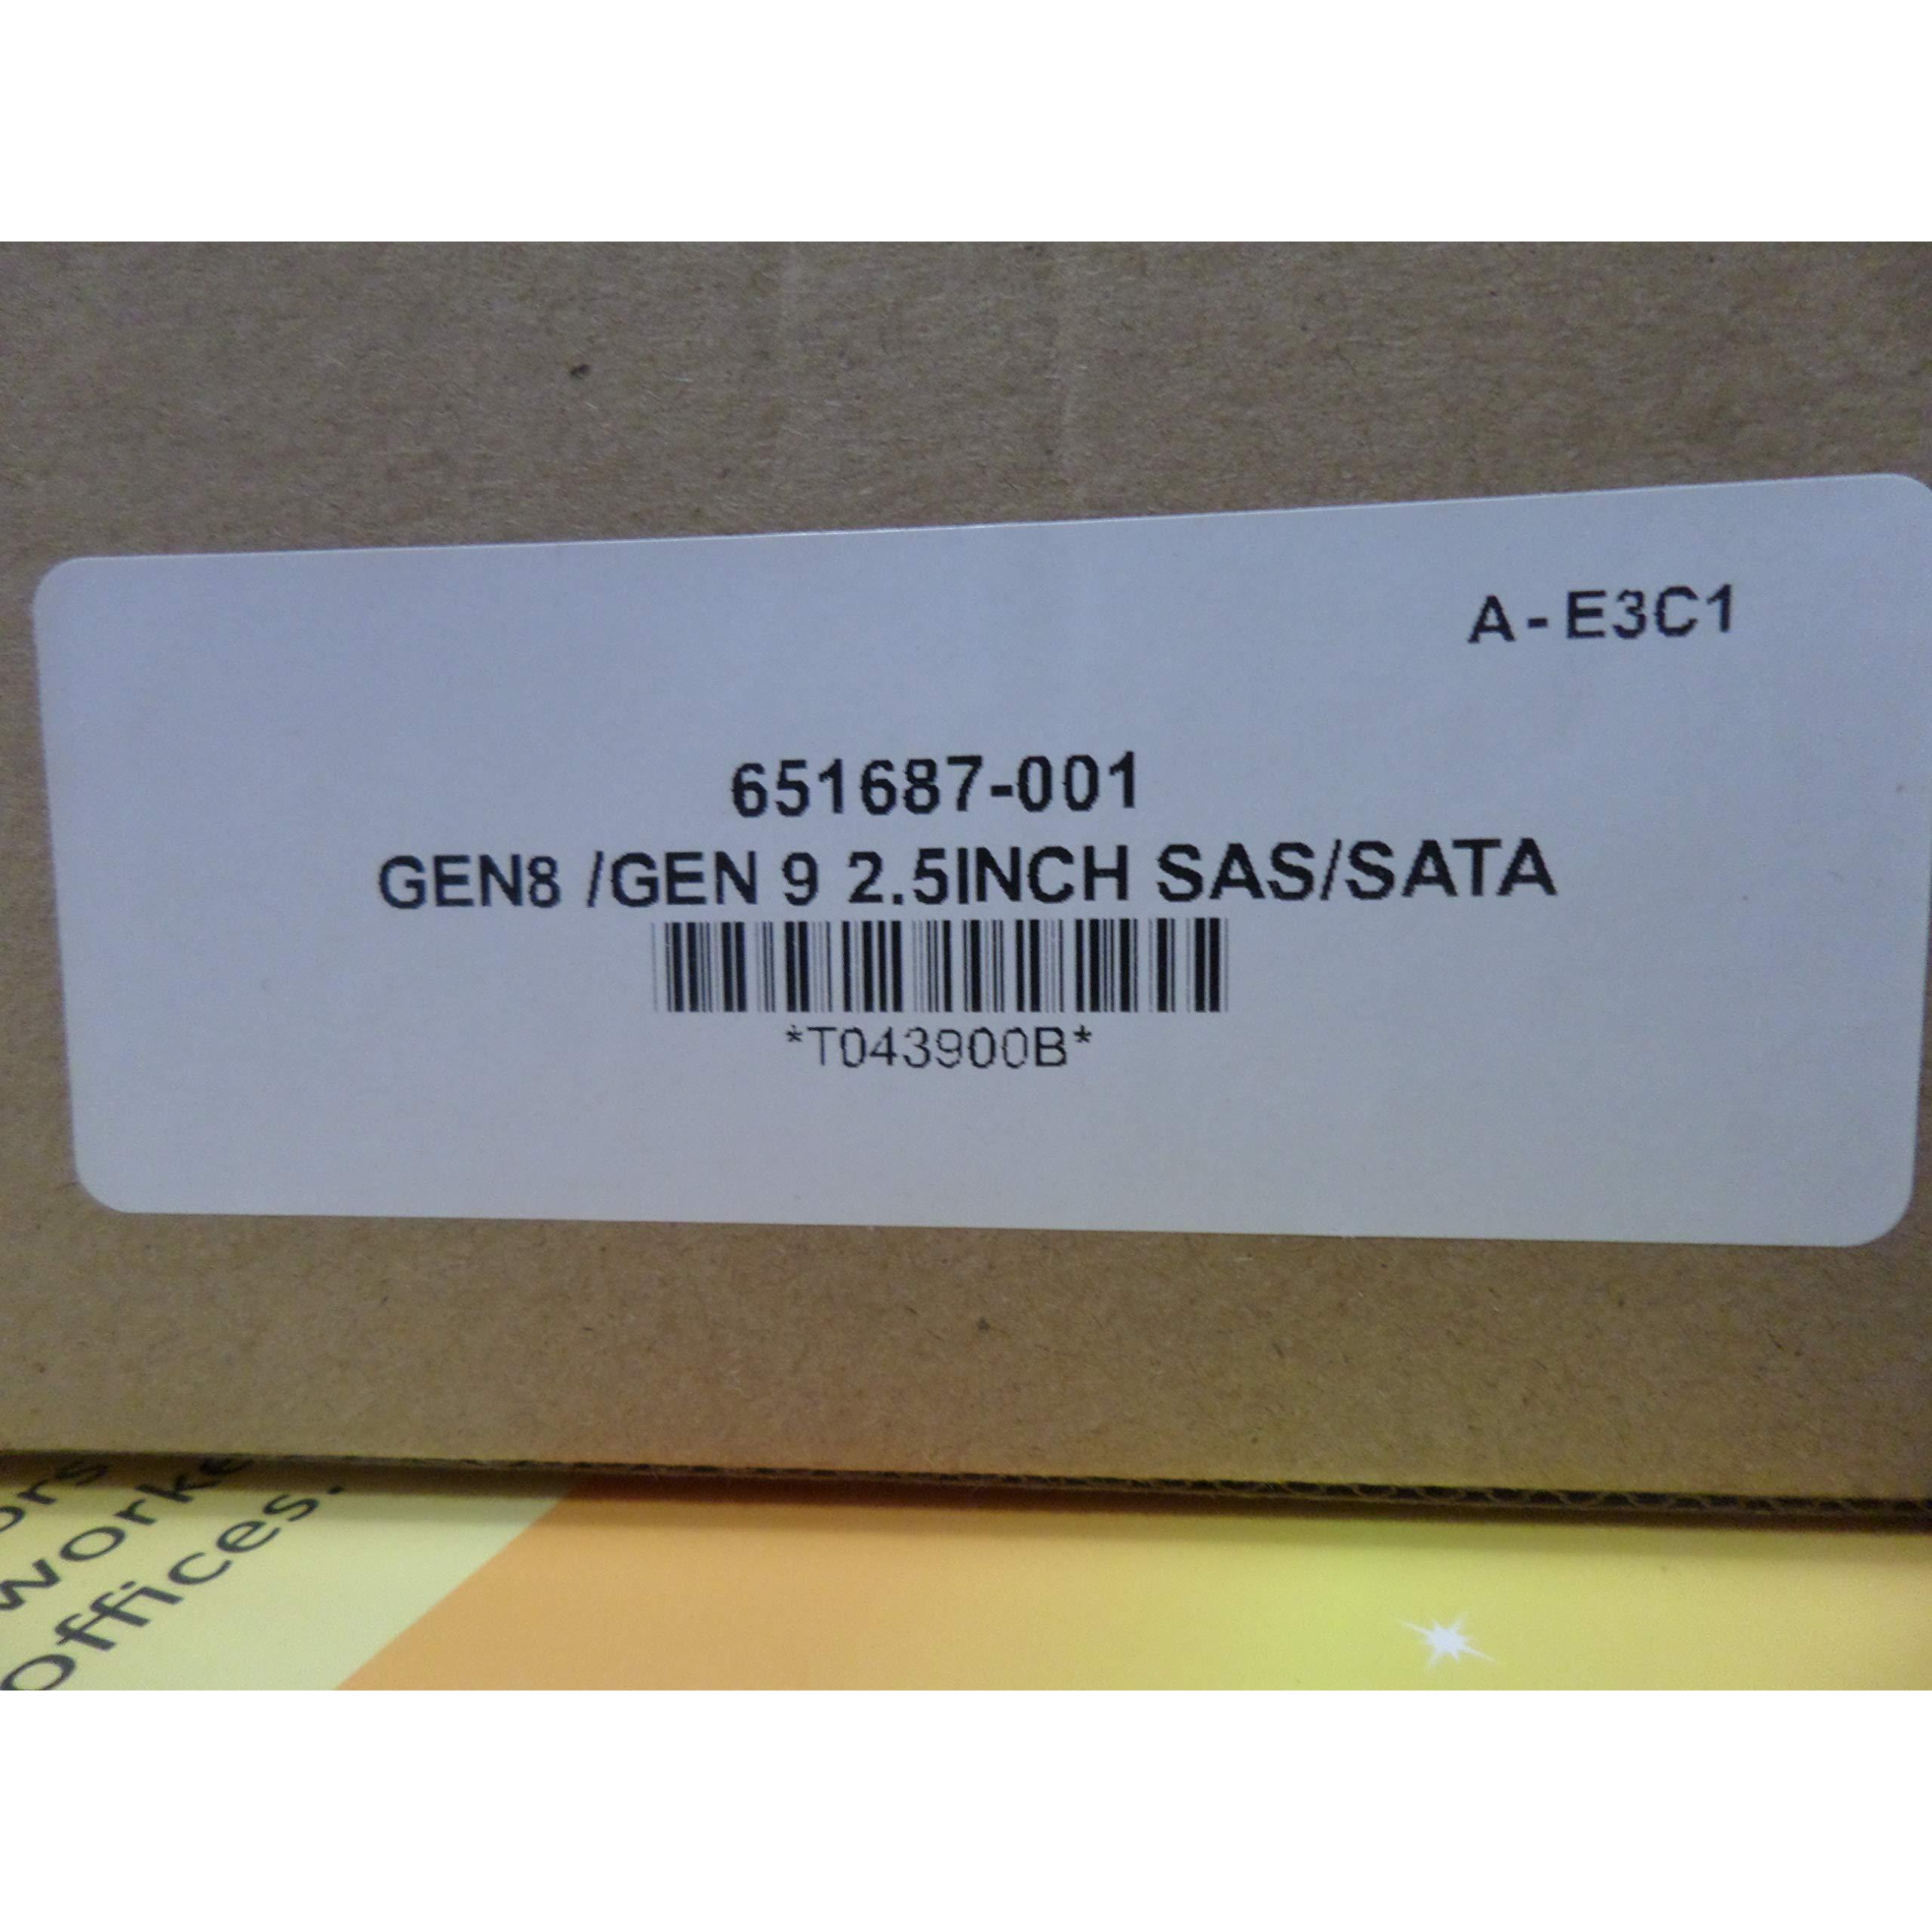 A-E3C1
651687-001
GEN8 /GEN 9 2.5INCH SAS/SATA
*T043900B*
offices.